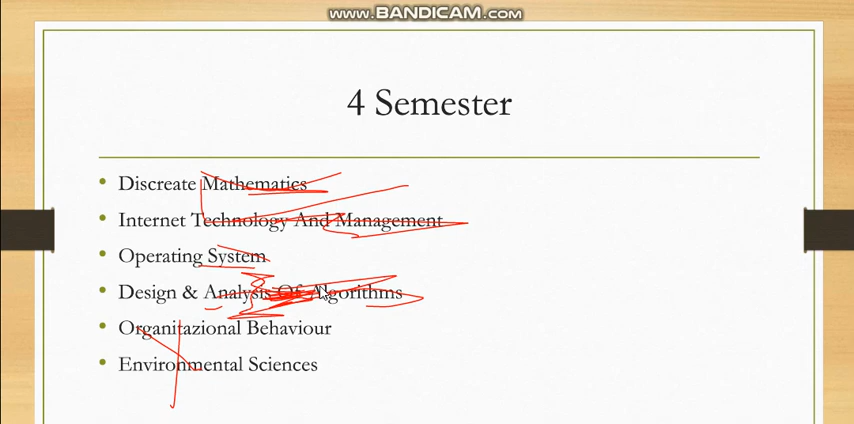 www.BANDICAM.com
4 Semester
• Discreate Mathematics
• Internet Technology And Management
• Operating System
• Design & Analysis Of Algorithms
• Organitazional Behaviour
• Environmental Sciences